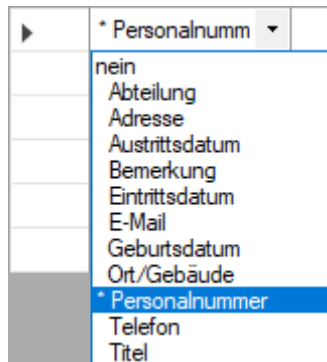 * Personalnumm
nein
Abteilung
Adresse
Austrittsdatum
Bemerkung
Eintrittsdatum
E-Mail
Geburtsdatum
Ort/Gebäude
* Personalnummer
Telefon
Titel